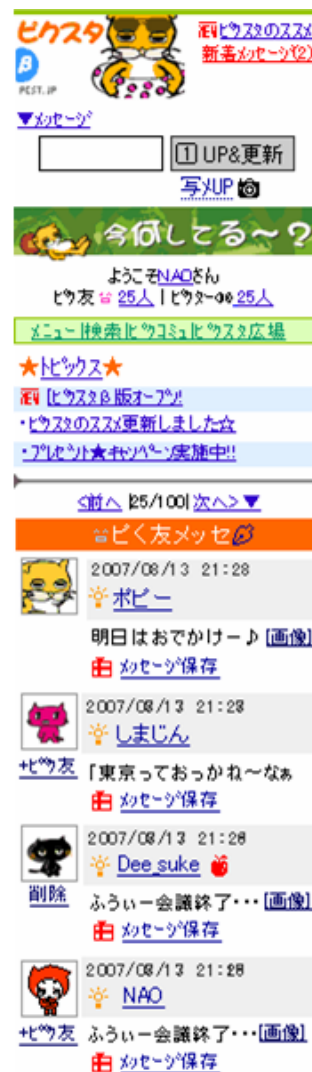 ピクスタ
β
PCST.JP
ﾋﾟｸｽﾀのｽｽﾒ
新着ﾒｯｾｰｼﾞ(2)
▼ﾒｯｾｰｼﾞ
1 UP&更新
写ﾒUP
今何してる～？
ようこそNAOさん
ﾋﾟｸ友 25人 | ﾋﾟｸﾀｰ 25人
ﾒﾆｭｰ|検索|ﾋﾟｸｺﾐｭ|ﾋﾟｸｽﾀ広場
★ﾄﾋﾟｯｸｽ★
[ﾋﾟｸｽﾀβ版ｵｰﾌﾟﾝ!
・ﾋﾟｸｽﾀのｽｽﾒ更新しました☆
・ﾌﾟﾚｾﾞﾝﾄ★ｷｬﾝﾍﾟｰﾝ実施中!!
<前へ |25/100| 次へ> ▼
ピく友メッセ
2007/08/13 21:28
ボビー
明日はおでかけー♪ [画像]
ﾒｯｾｰｼﾞ保存
2007/08/13 21:28
しまじん
+ﾋﾟｸ友
「東京っておっかね～なぁ
ﾒｯｾｰｼﾞ保存
2007/08/13 21:28
Dee_suke
削除
ふうぃー会議終了・・・[画像]
ﾒｯｾｰｼﾞ保存
2007/08/13 21:28
NAO
+ﾋﾟｸ友
ふうぃー会議終了・・・[画像]
ﾒｯｾｰｼﾞ保存